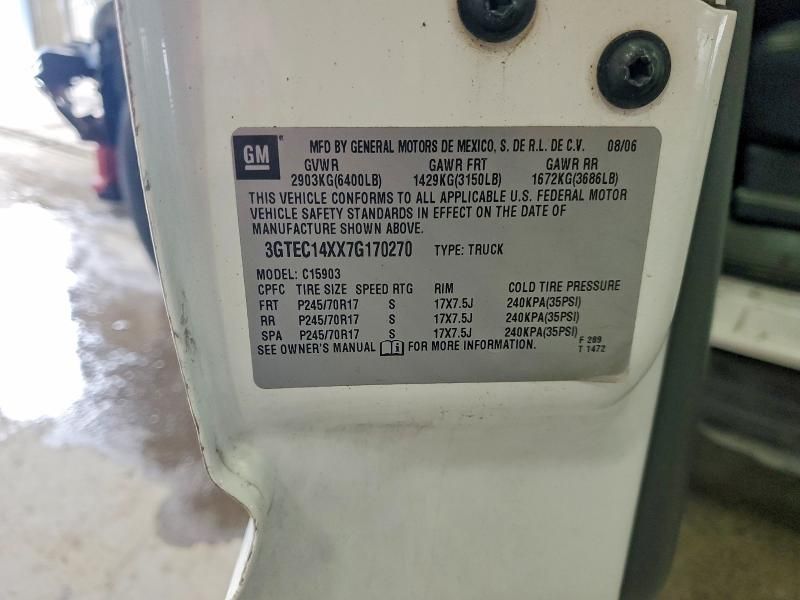 GM MFD BY GENERAL MOTORS DE MEXICO, S. DE R.L. DE C.V. 08/06
GVWR GAWR FRT GAWR RR
2903KG(6400LB) 1429KG(3150LB) 1672KG(3686LB)
THIS VEHICLE CONFORMS TO ALL APPLICABLE U.S. FEDERAL MOTOR
VEHICLE SAFETY STANDARDS IN EFFECT ON THE DATE OF
MANUFACTURE SHOWN ABOVE.
3GTEC14XX7G170270 TYPE: TRUCK
MODEL: C15903
CPFC TIRE SIZE SPEED RTG RIM COLD TIRE PRESSURE
FRT P245/70R17 S 17X7.5J 240KPA(35PSI)
RR P245/70R17 S 17X7.5J 240KPA(35PSI)
SPA P245/70R17 S 17X7.5J 240KPA(35PSI)
SEE OWNER'S MANUAL FOR MORE INFORMATION.
F 289
T 1472